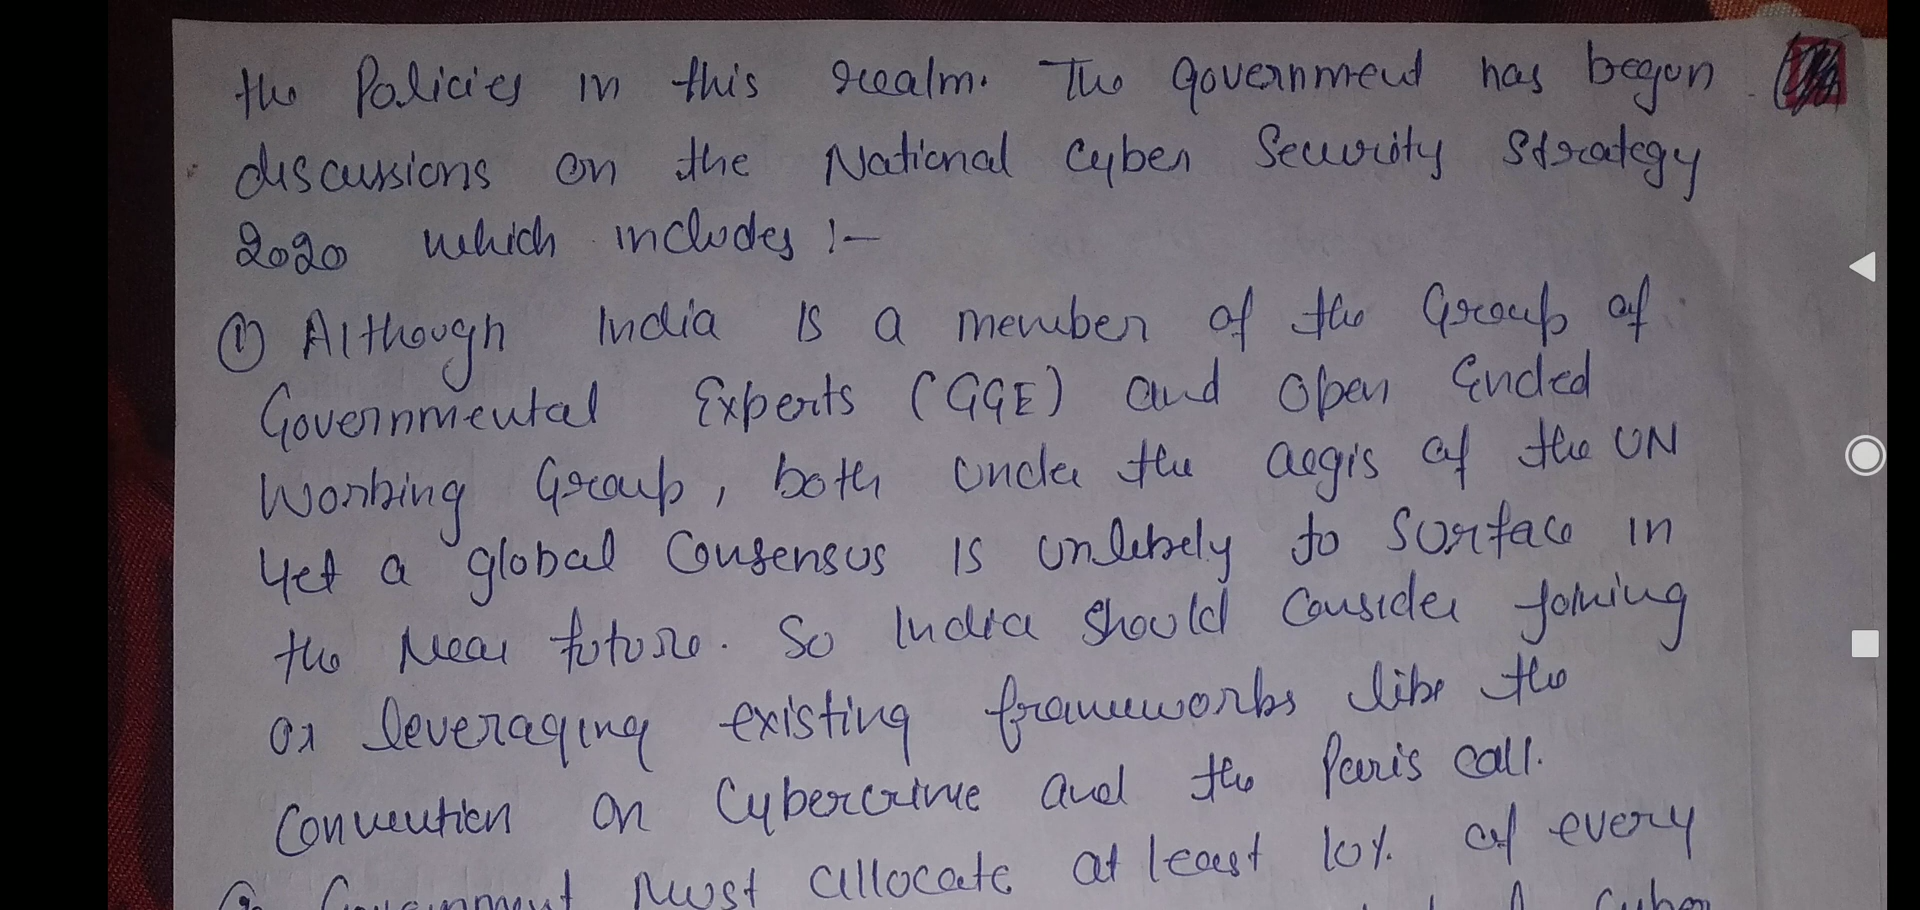 the Policies in this realm. The government has begun
discussions on the National Cyber Security Strategy
2020 which includes :-
① Although India is a member of the Group of
Governmental Experts (GGE) and Open Ended
Working Group, both under the aegis of the UN
Yet a global Consensus is unlikely to surface in
the near future. So India should consider joining
or leveraging existing frameworks like the
Convention on Cybercrime and the Paris call.
Government must allocate at least 10% of every
Cyber